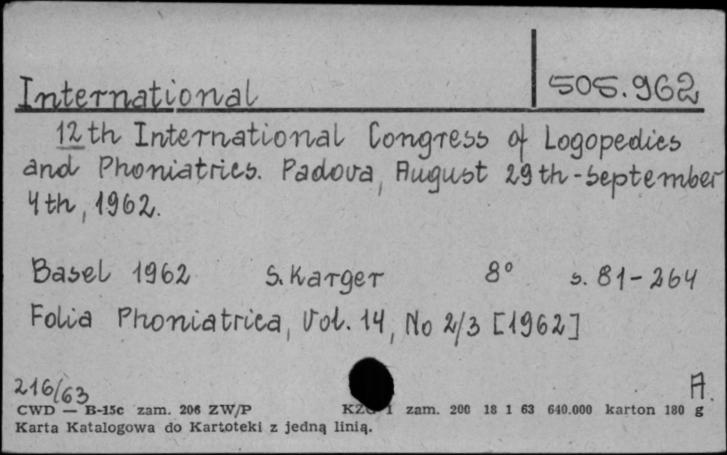 505.962
International
12th International Congress of Logopedics
and Phoniatrics. Padova, August 29th-September
4th, 1962.
Basel 1962 S. Karger 8° s. 81-264
Folia Phoniatrica, Vol. 14, No 2/3 [1962]
216/63 A.
CWD — B-15c zam. 206 ZW/P KZG 1 zam. 200 18 1 63 640.000 karton 180 g
Karta Katalogowa do Kartoteki z jedną linią.